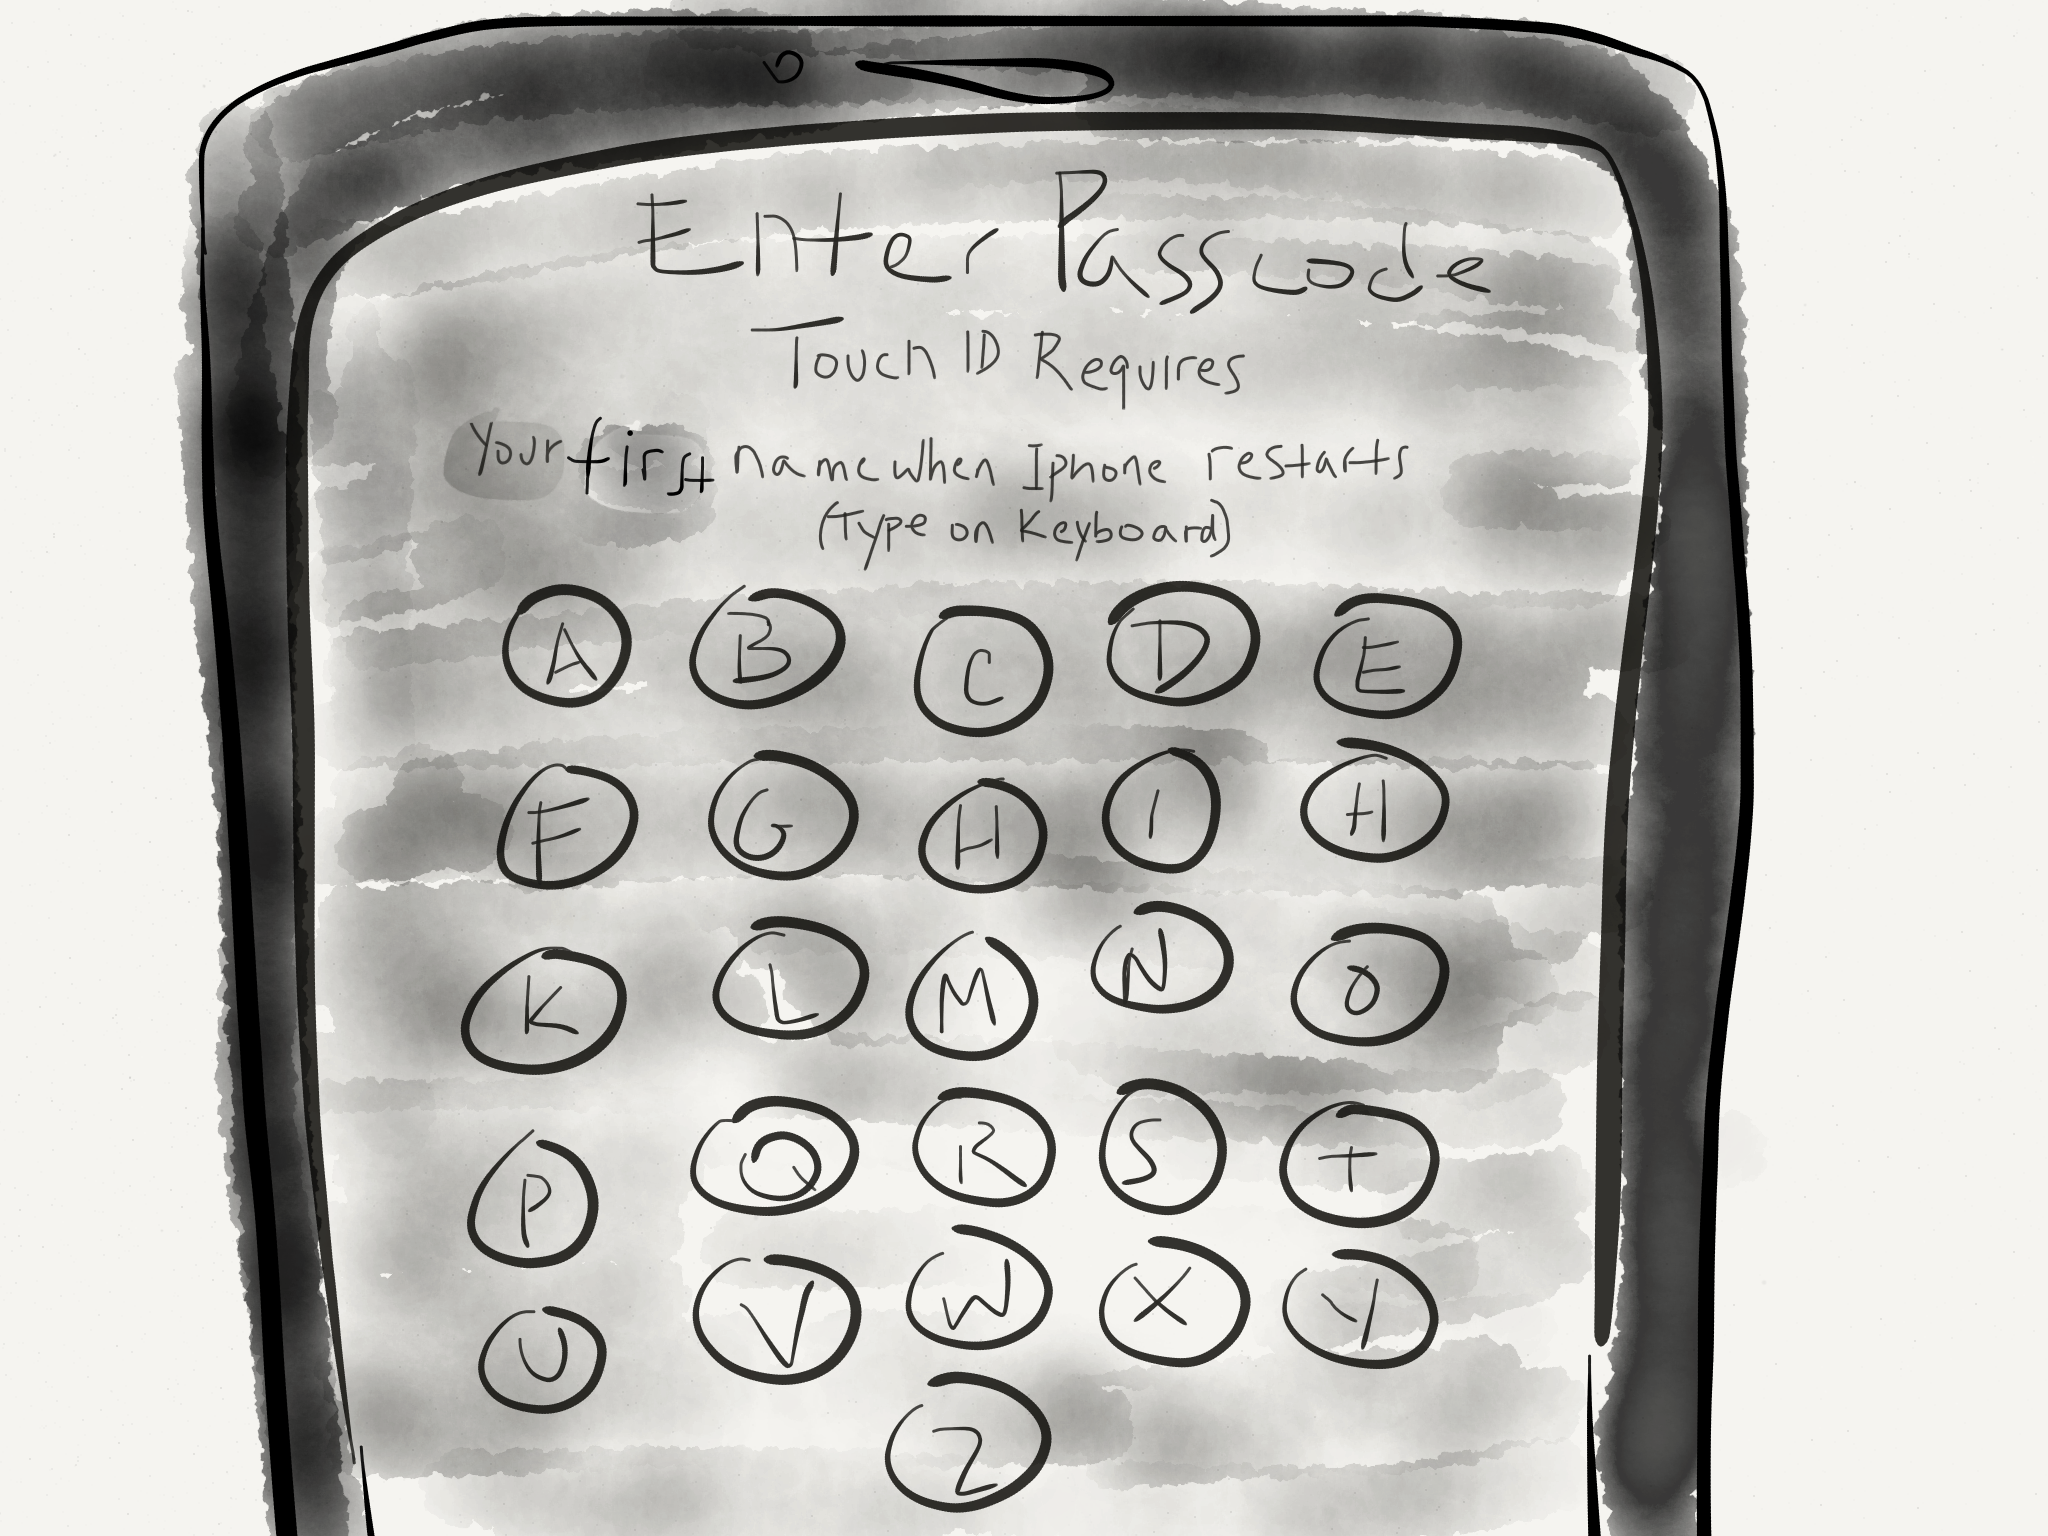 Enter Passcode
Touch ID Requires
Your first name when Iphone restarts
(Type on Keyboard)
A B C D E
F G H I H
K L M N O
P Q R S T
U V W X Y
Z